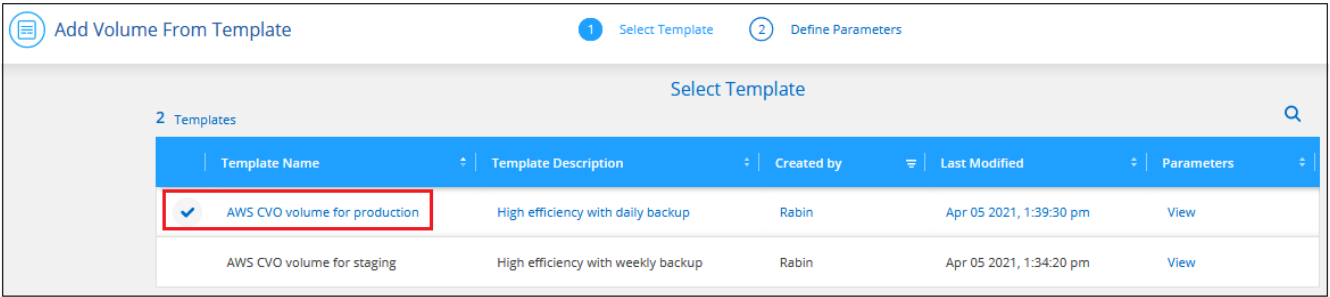 Add Volume From Template
1 Select Template 2 Define Parameters
Select Template
2 Templates
Template Name Template Description Created by Last Modified Parameters
AWS CVO volume for production High efficiency with daily backup Rabin Apr 05 2021, 1:39:30 pm View
AWS CVO volume for staging High efficiency with weekly backup Rabin Apr 05 2021, 1:34:20 pm View